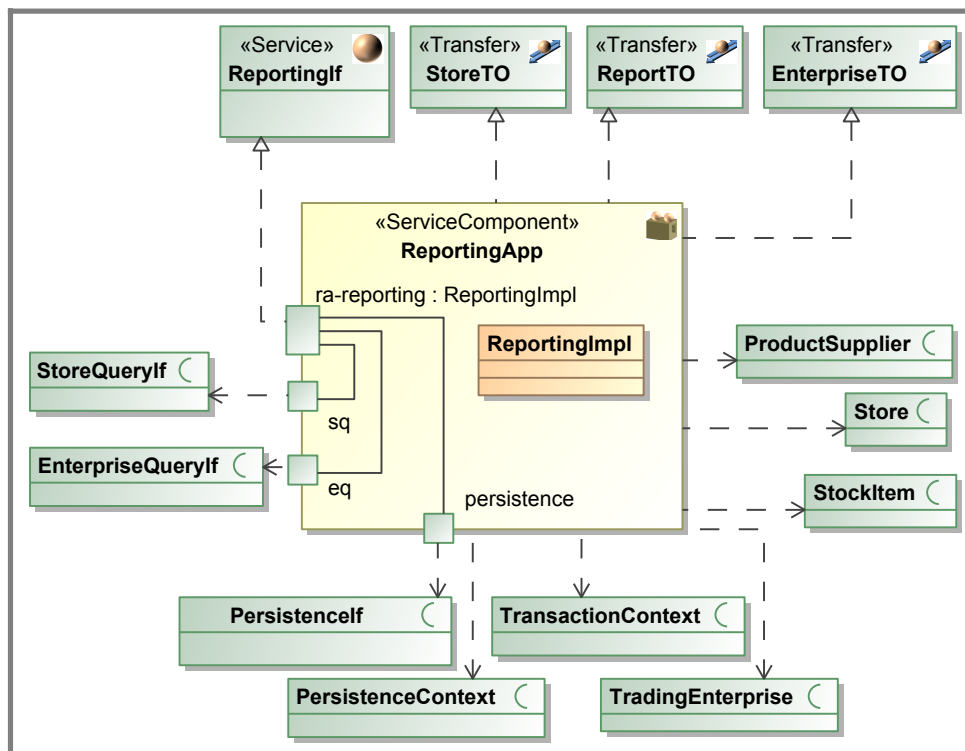 «Service»
ReportingIf
«Transfer»
StoreTO
«Transfer»
ReportTO
«Transfer»
EnterpriseTO
«ServiceComponent»
ReportingApp
ra-reporting : ReportingImpl
ReportingImpl
ProductSupplier
StoreQueryIf
Store
sq
EnterpriseQueryIf
eq
StockItem
persistence
PersistenceIf
TransactionContext
PersistenceContext
TradingEnterprise